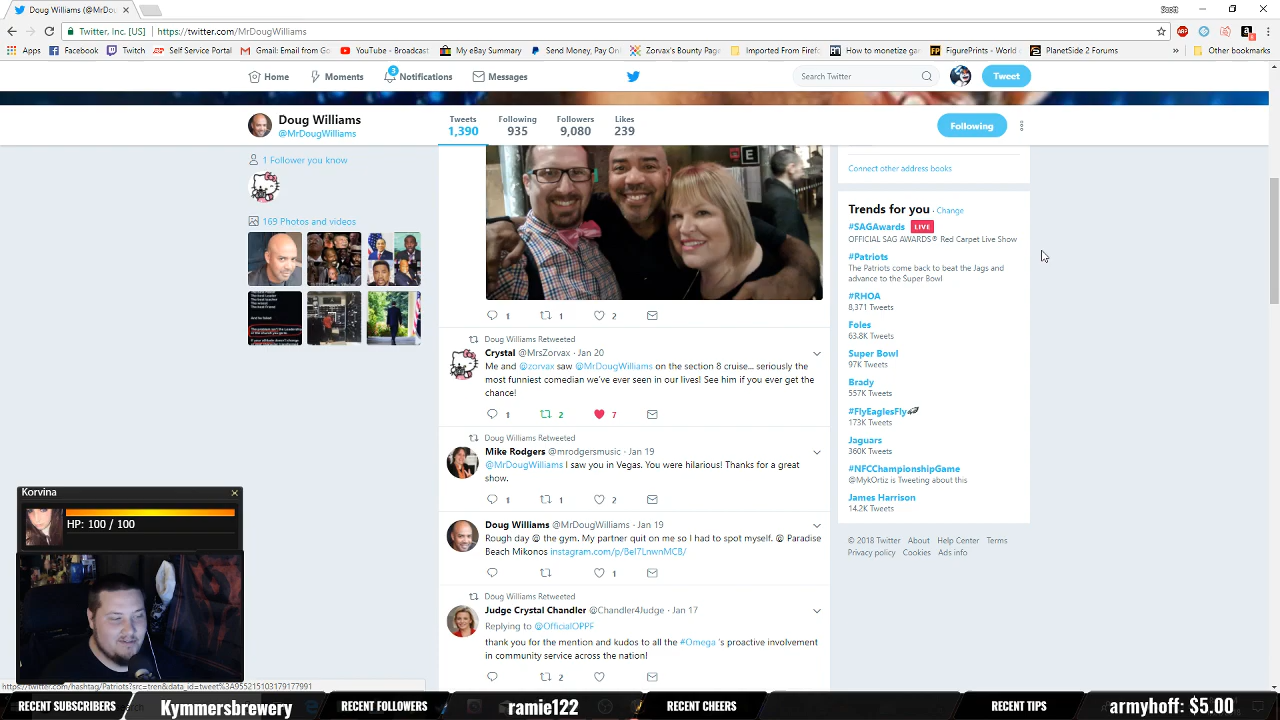 Doug Williams (@MrDou
Scott
Twitter, Inc. [US] https://twitter.com/MrDougWilliams
Apps Facebook Twitch Self Service Portal Gmail: Email from Go YouTube - Broadcast My eBay Summary Send Money, Pay Onl Zorvax's Bounty Page Imported From Firef How to monetize gar FigurePrints - World PlanetSide 2 Forums » Other bookmarks
Home Moments 3 Notifications Messages Search Twitter Tweet
Doug Williams
@MrDougWilliams
Tweets Following Followers Likes
1,390 935 9,080 239
Following
1 Follower you know
169 Photos and videos
Connect other address books
Trends for you · Change
#SAGAwards LIVE
OFFICIAL SAG AWARDS® Red Carpet Live Show
#Patriots
The Patriots come back to beat the Jags and
advance to the Super Bowl
#RHOA
8,371 Tweets
Foles
63.8K Tweets
Super Bowl
97K Tweets
Brady
557K Tweets
#FlyEaglesFly
173K Tweets
Jaguars
360K Tweets
#NFCChampionshipGame
@MykOrtiz is Tweeting about this
James Harrison
14.2K Tweets
© 2018 Twitter About Help Center Terms
Privacy policy Cookies Ads info
1 1 2
Doug Williams Retweeted
Crystal @MrsZorvax · Jan 20
Me and @zorvax saw @MrDougWilliams on the section 8 cruise... seriously the
most funniest comedian we've ever seen in our lives! See him if you ever get the
chance!
1 2 7
Doug Williams Retweeted
Mike Rodgers @mrodgersmusic · Jan 19
@MrDougWilliams I saw you in Vegas. You were hilarious! Thanks for a great
show.
1 1 2
Doug Williams @MrDougWilliams · Jan 19
Rough day @ the gym. My partner quit on me so I had to spot myself. @ Paradise
Beach Mikonos instagram.com/p/BeI7LnwnMC8/
1
Doug Williams Retweeted
Judge Crystal Chandler @Chandler4Judge · Jan 17
Replying to @OfficialOPPF
thank you for the mention and kudos to all the #Omega 's proactive involvement
in community service across the nation!
2
Korvina
HP: 100 / 100
https://twitter.com/hashtag/Patriots?src=tren&data_id=tweet%3A955215103179177991
RECENT SUBSCRIBERS Kymmersbrewery RECENT FOLLOWERS ramie122 RECENT CHEERS RECENT TIPS armyhoff: $5.00